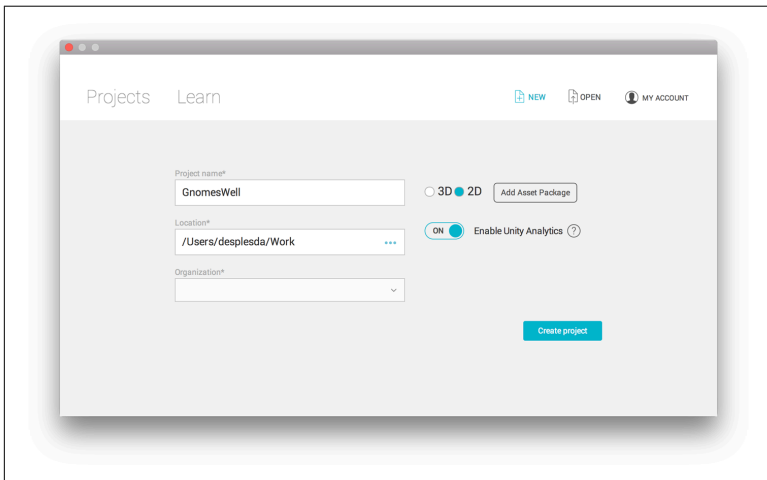 Projects Learn NEW OPEN MY ACCOUNT
Project name*
GnomesWell
3D 2D Add Asset Package
Location*
/Users/desplesda/Work
ON Enable Unity Analytics ?
Organization*
Create project